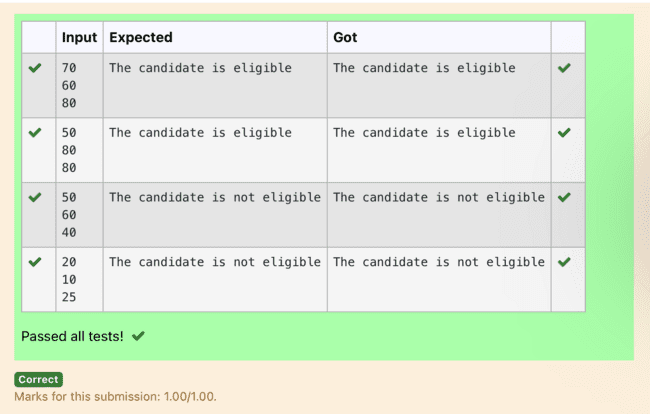 Input Expected Got
70 The candidate is eligible The candidate is eligible
60
80
50 The candidate is eligible The candidate is eligible
80
80
50 The candidate is not eligible The candidate is not eligible
60
40
20 The candidate is not eligible The candidate is not eligible
10
25
Passed all tests!
Correct
Marks for this submission: 1.00/1.00.